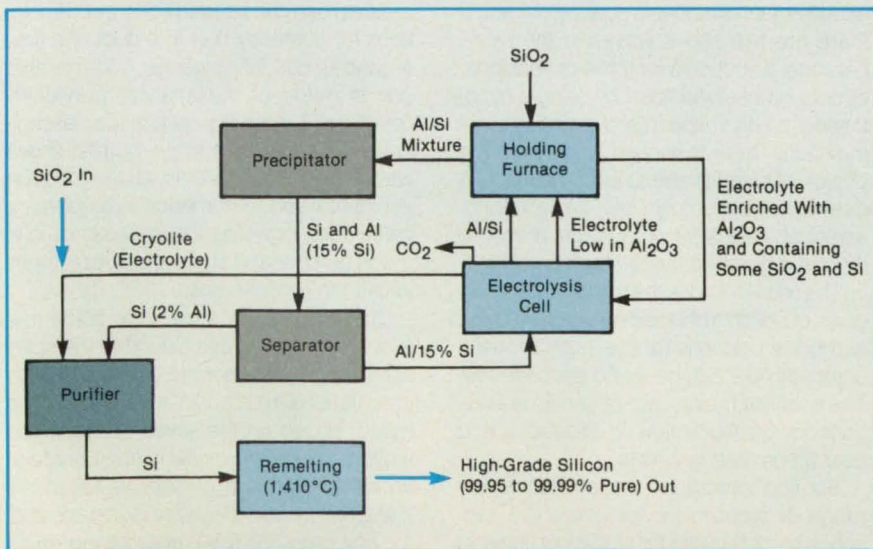 SiO2
Al/Si
Mixture
Precipitator
Holding
Furnace
SiO2 In
Electrolyte
Enriched With
Al2O3
and Containing
Some SiO2 and Si
Si and Al
(15% Si)
CO2
Al/Si
Electrolyte
Low in Al2O3
Cryolite
(Electrolyte)
Electrolysis
Cell
Si (2% Al)
Separator
Al/15% Si
Purifier
Si
Remelting
(1,410°C)
High-Grade Silicon
(99.95 to 99.99% Pure) Out